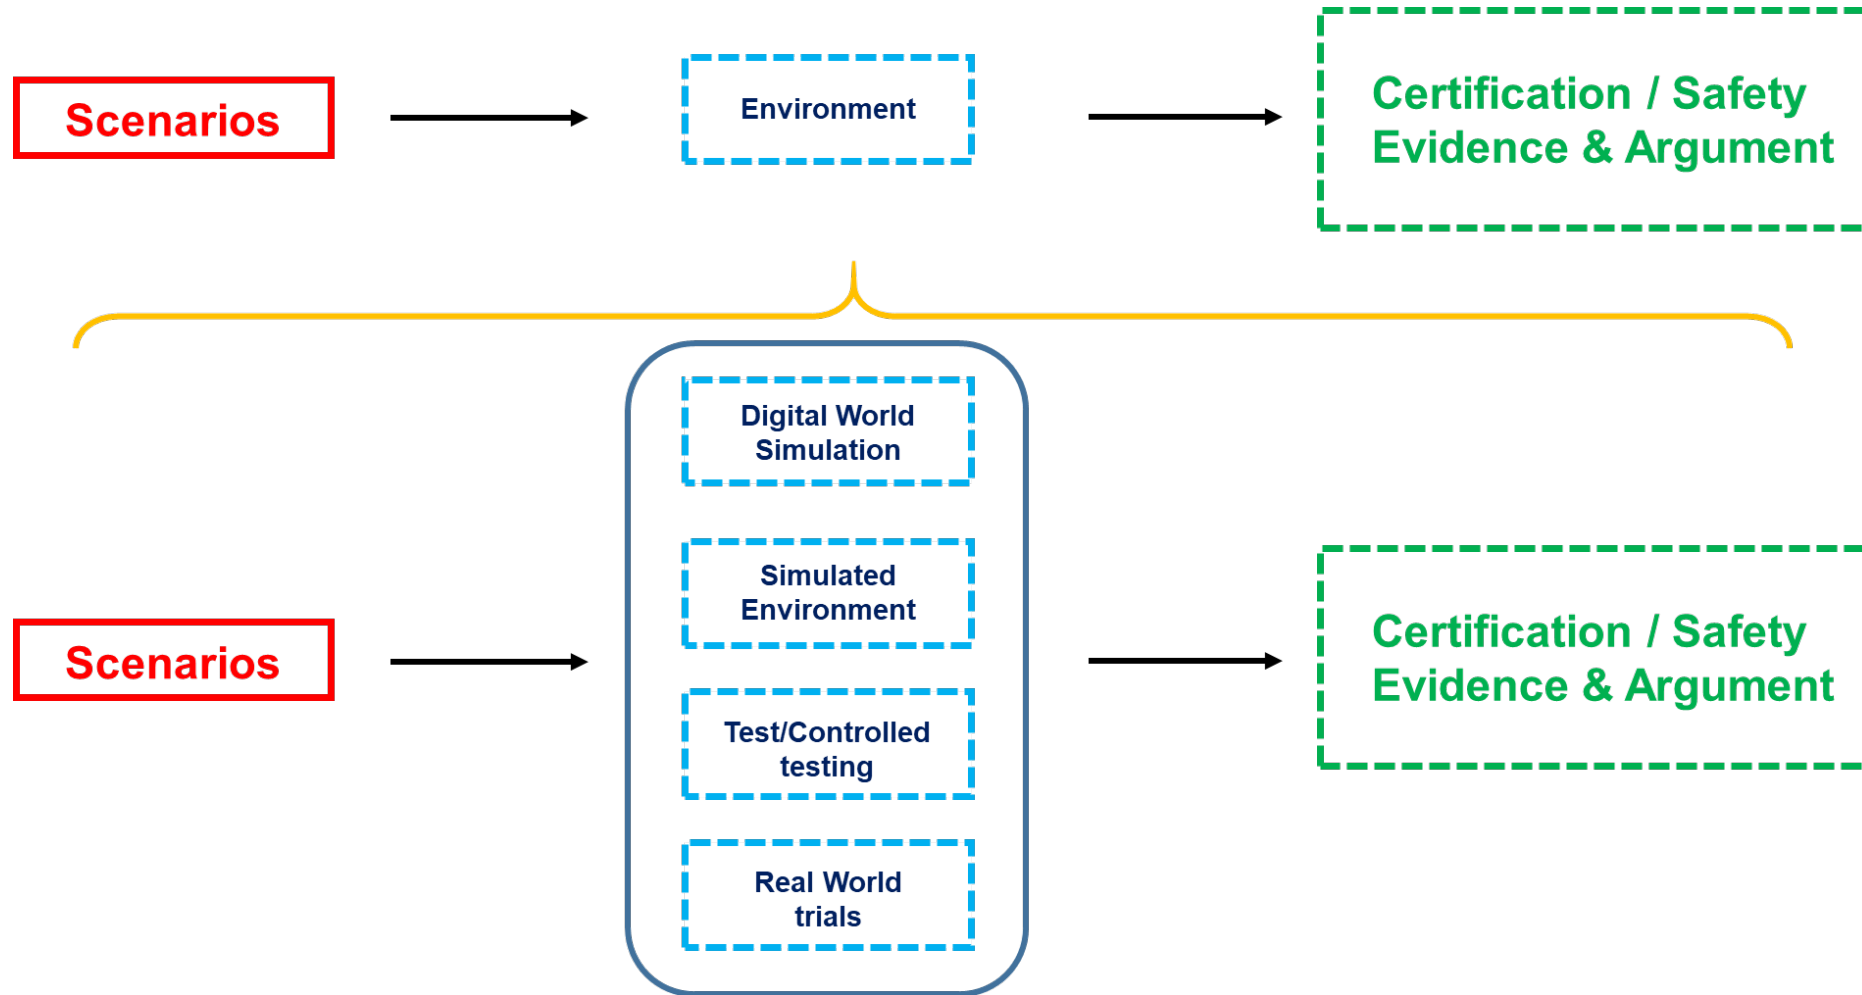 Scenarios
Environment
Certification / Safety
Evidence & Argument
Digital World
Simulation
Simulated
Environment
Test/Controlled
testing
Real World
trials
Scenarios
Certification / Safety
Evidence & Argument